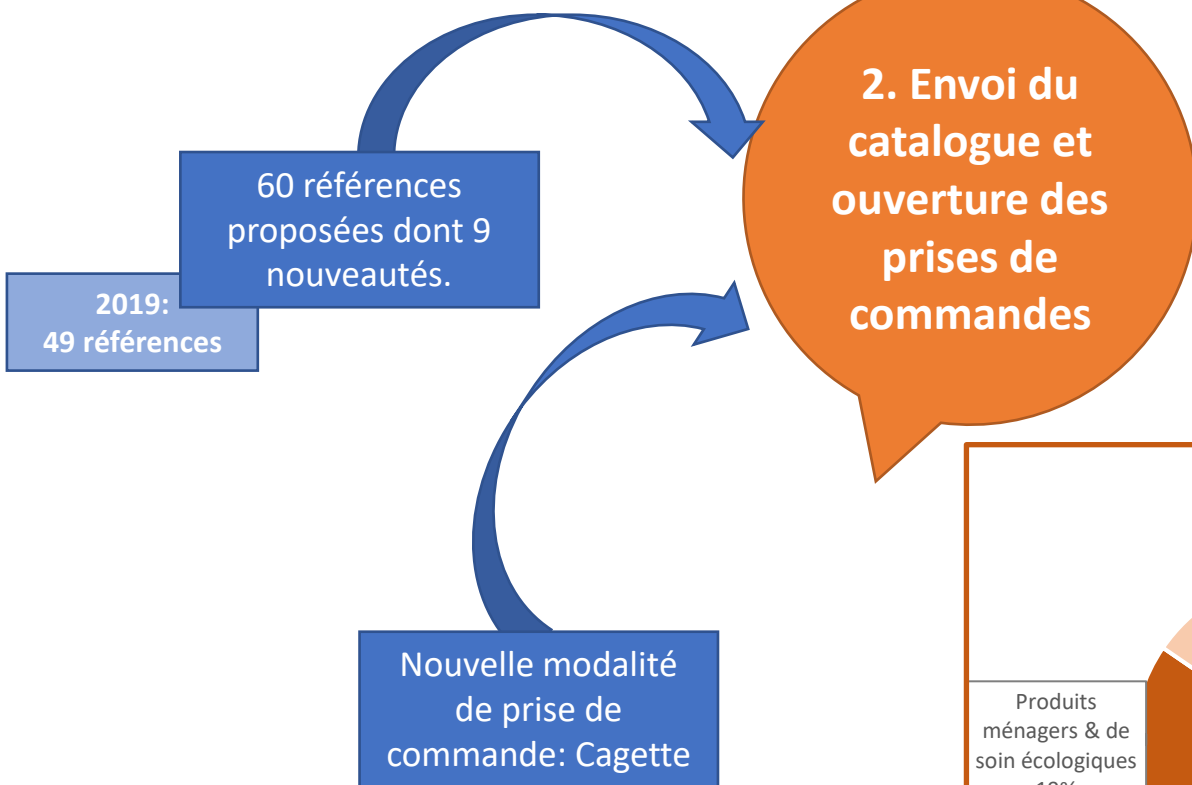 2. Envoi du
catalogue et
ouverture des
prises de
commandes
60 références
proposées dont 9
nouveautés.
2019:
49 références
Nouvelle modalité
de prise de
commande: Cagette
Produits
ménagers & de
soin écologiques